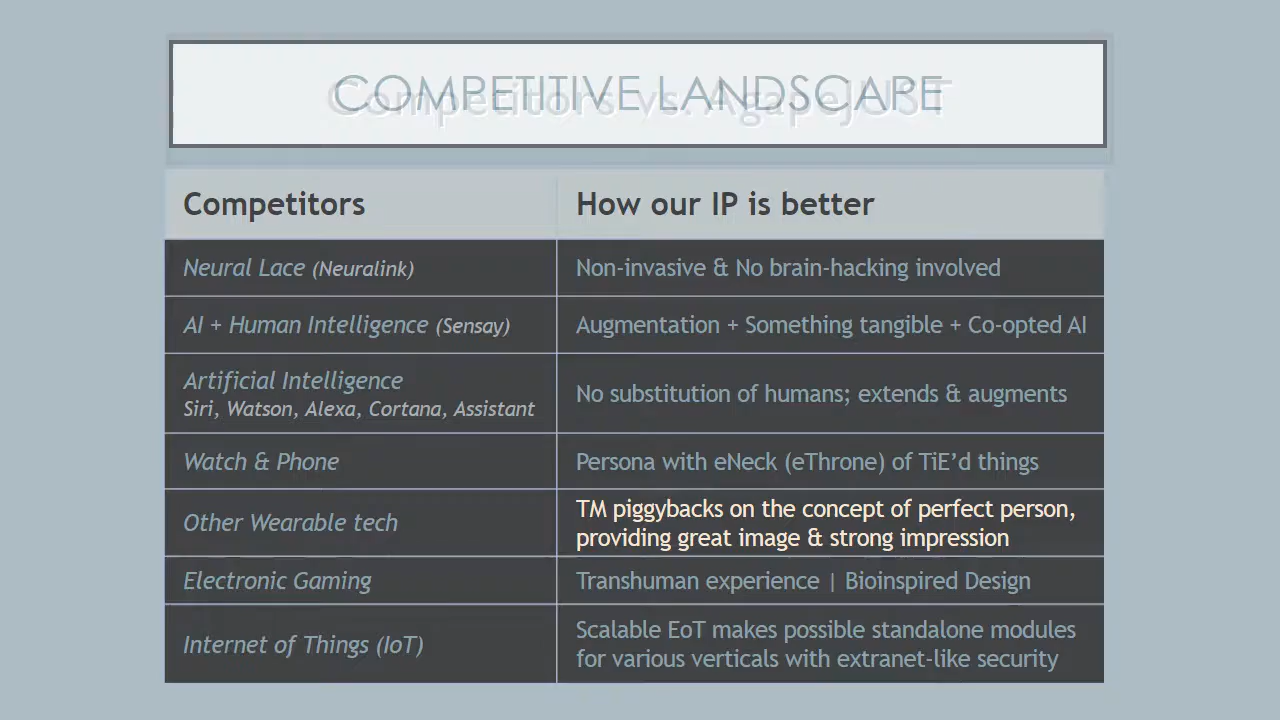 COMPETITIVE LANDSCAPE
Competitors vs. AgapeJUST
Competitors
How our IP is better
Neural Lace (Neuralink)
Non-invasive & No brain-hacking involved
AI + Human Intelligence (Sensay)
Augmentation + Something tangible + Co-opted AI
Artificial Intelligence
Siri, Watson, Alexa, Cortana, Assistant
No substitution of humans; extends & augments
Watch & Phone
Persona with eNeck (eThrone) of TiE’d things
Other Wearable tech
TM piggybacks on the concept of perfect person,
providing great image & strong impression
Electronic Gaming
Transhuman experience | Bioinspired Design
Internet of Things (IoT)
Scalable EoT makes possible standalone modules
for various verticals with extranet-like security